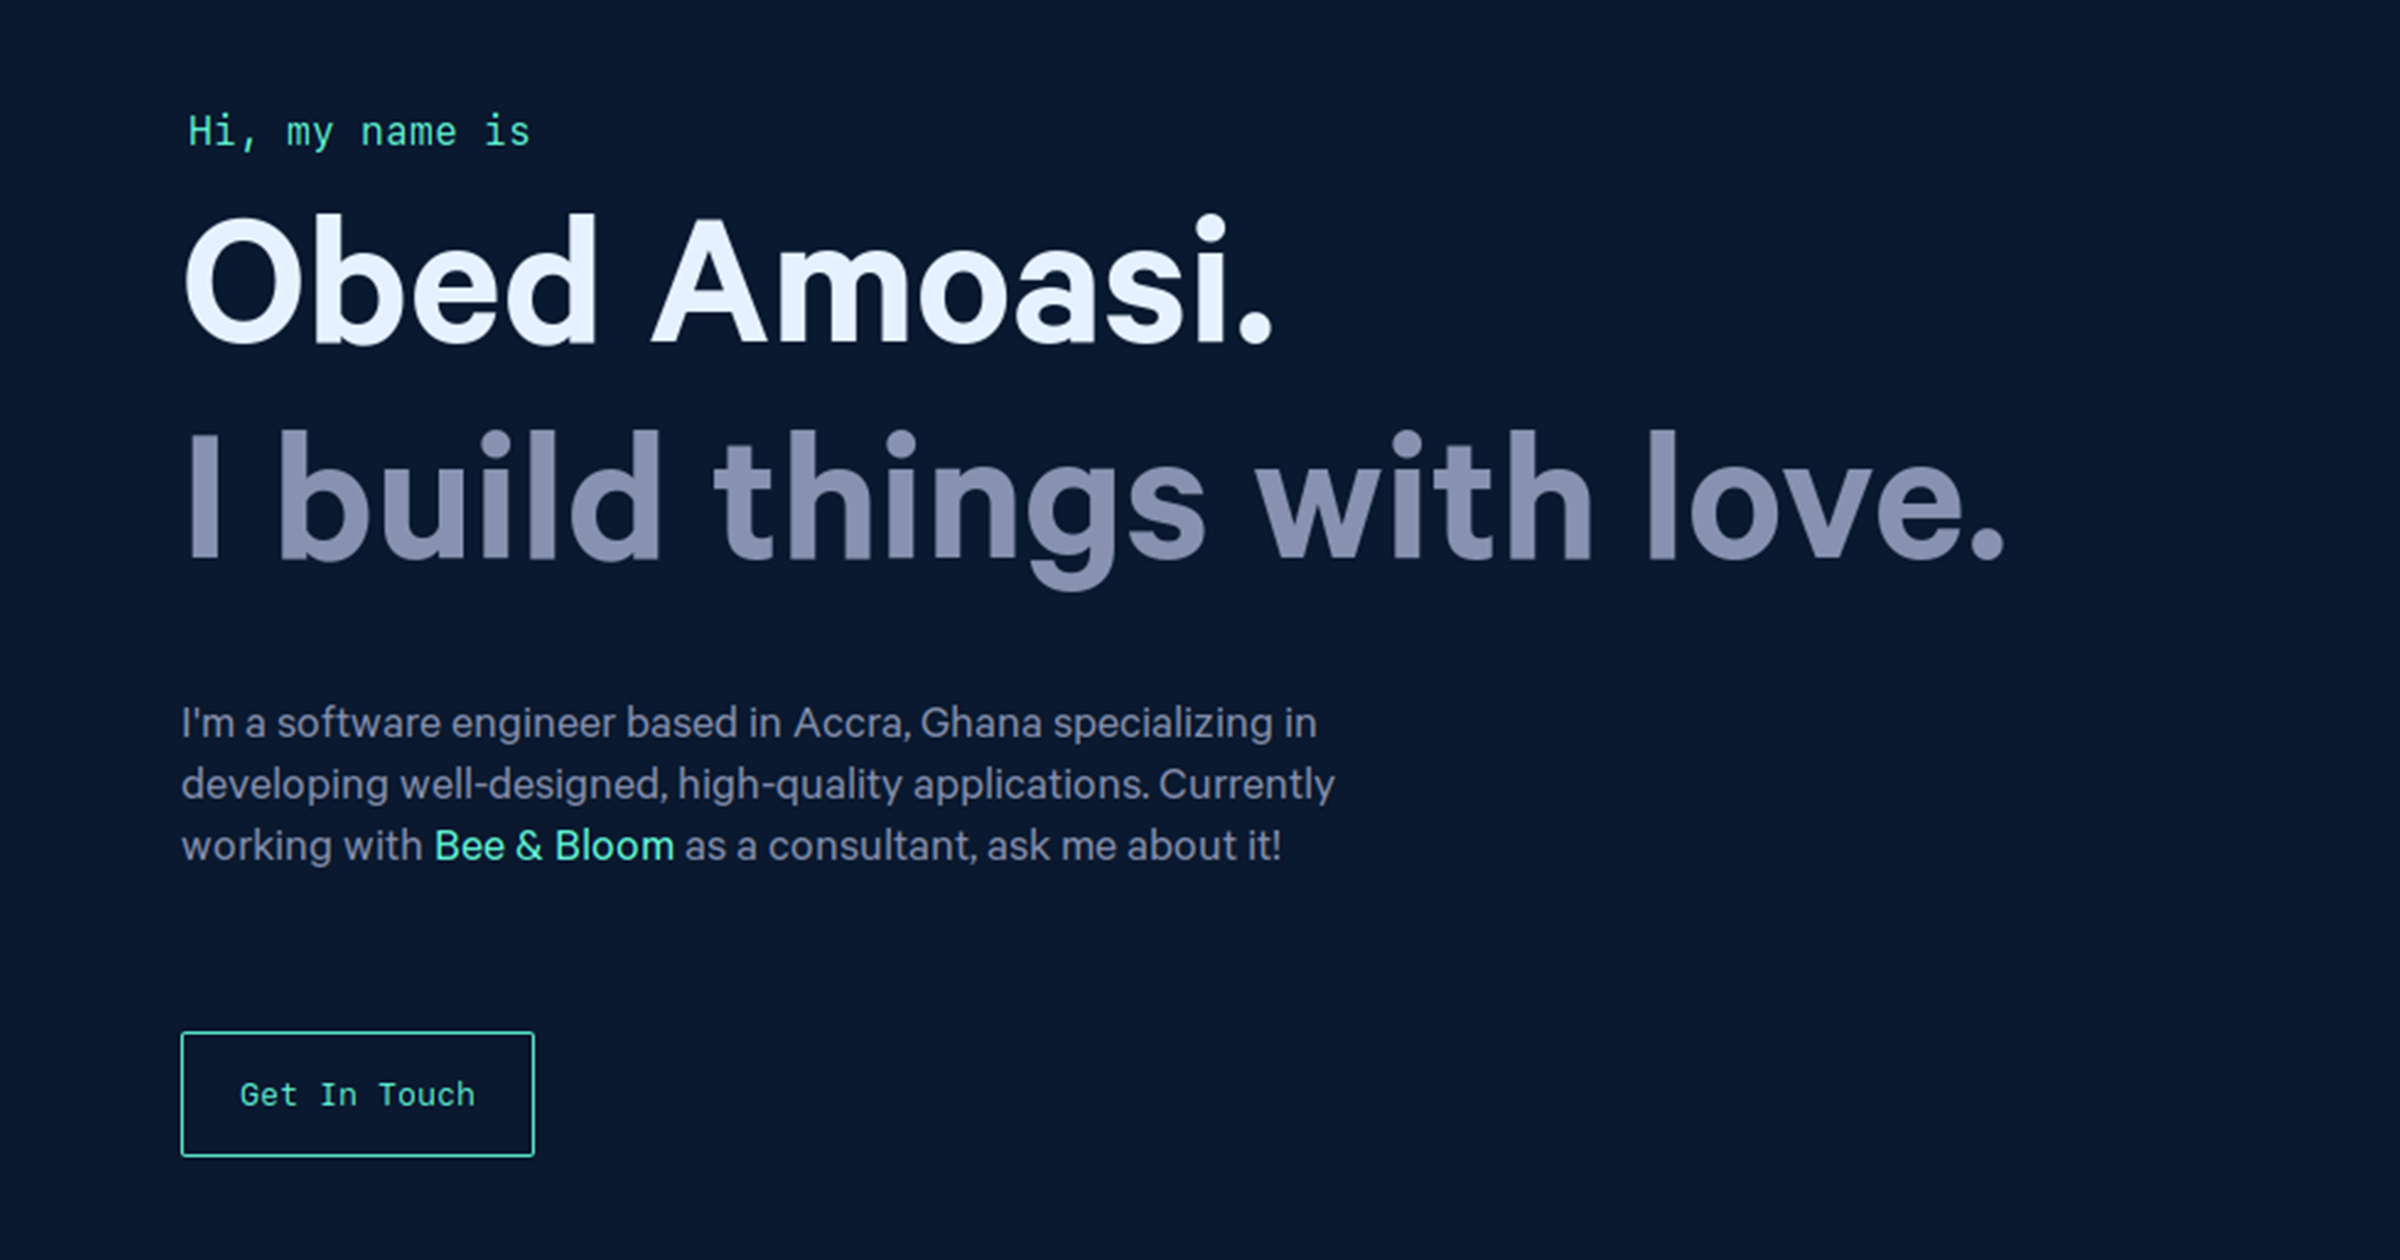 Hi, my name is
Obed Amoasi.
I build things with love.
I'm a software engineer based in Accra, Ghana specializing in
developing well-designed, high-quality applications. Currently
working with Bee & Bloom as a consultant, ask me about it!
Get In Touch